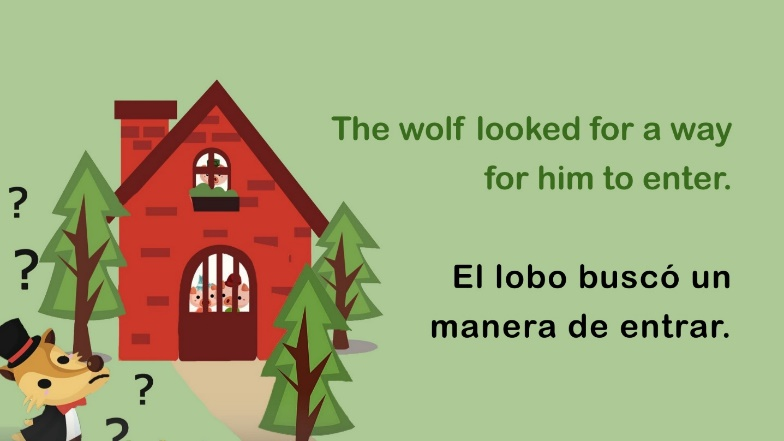 The wolf looked for a way
for him to enter.
El lobo buscó un
manera de entrar.
?
?
?
?